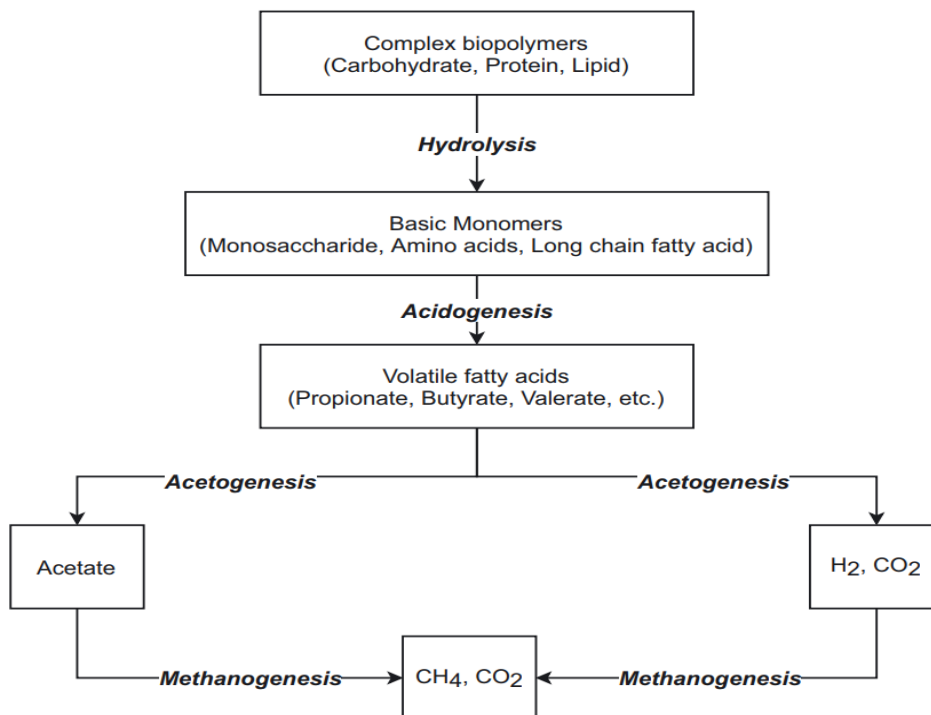 Complex biopolymers
(Carbohydrate, Protein, Lipid)
Hydrolysis
Basic Monomers
(Monosaccharide, Amino acids, Long chain fatty acid)
Acidogenesis
Volatile fatty acids
(Propionate, Butyrate, Valerate, etc.)
Acetogenesis
Acetogenesis
Acetate
H2, CO2
Methanogenesis
CH4, CO2
Methanogenesis